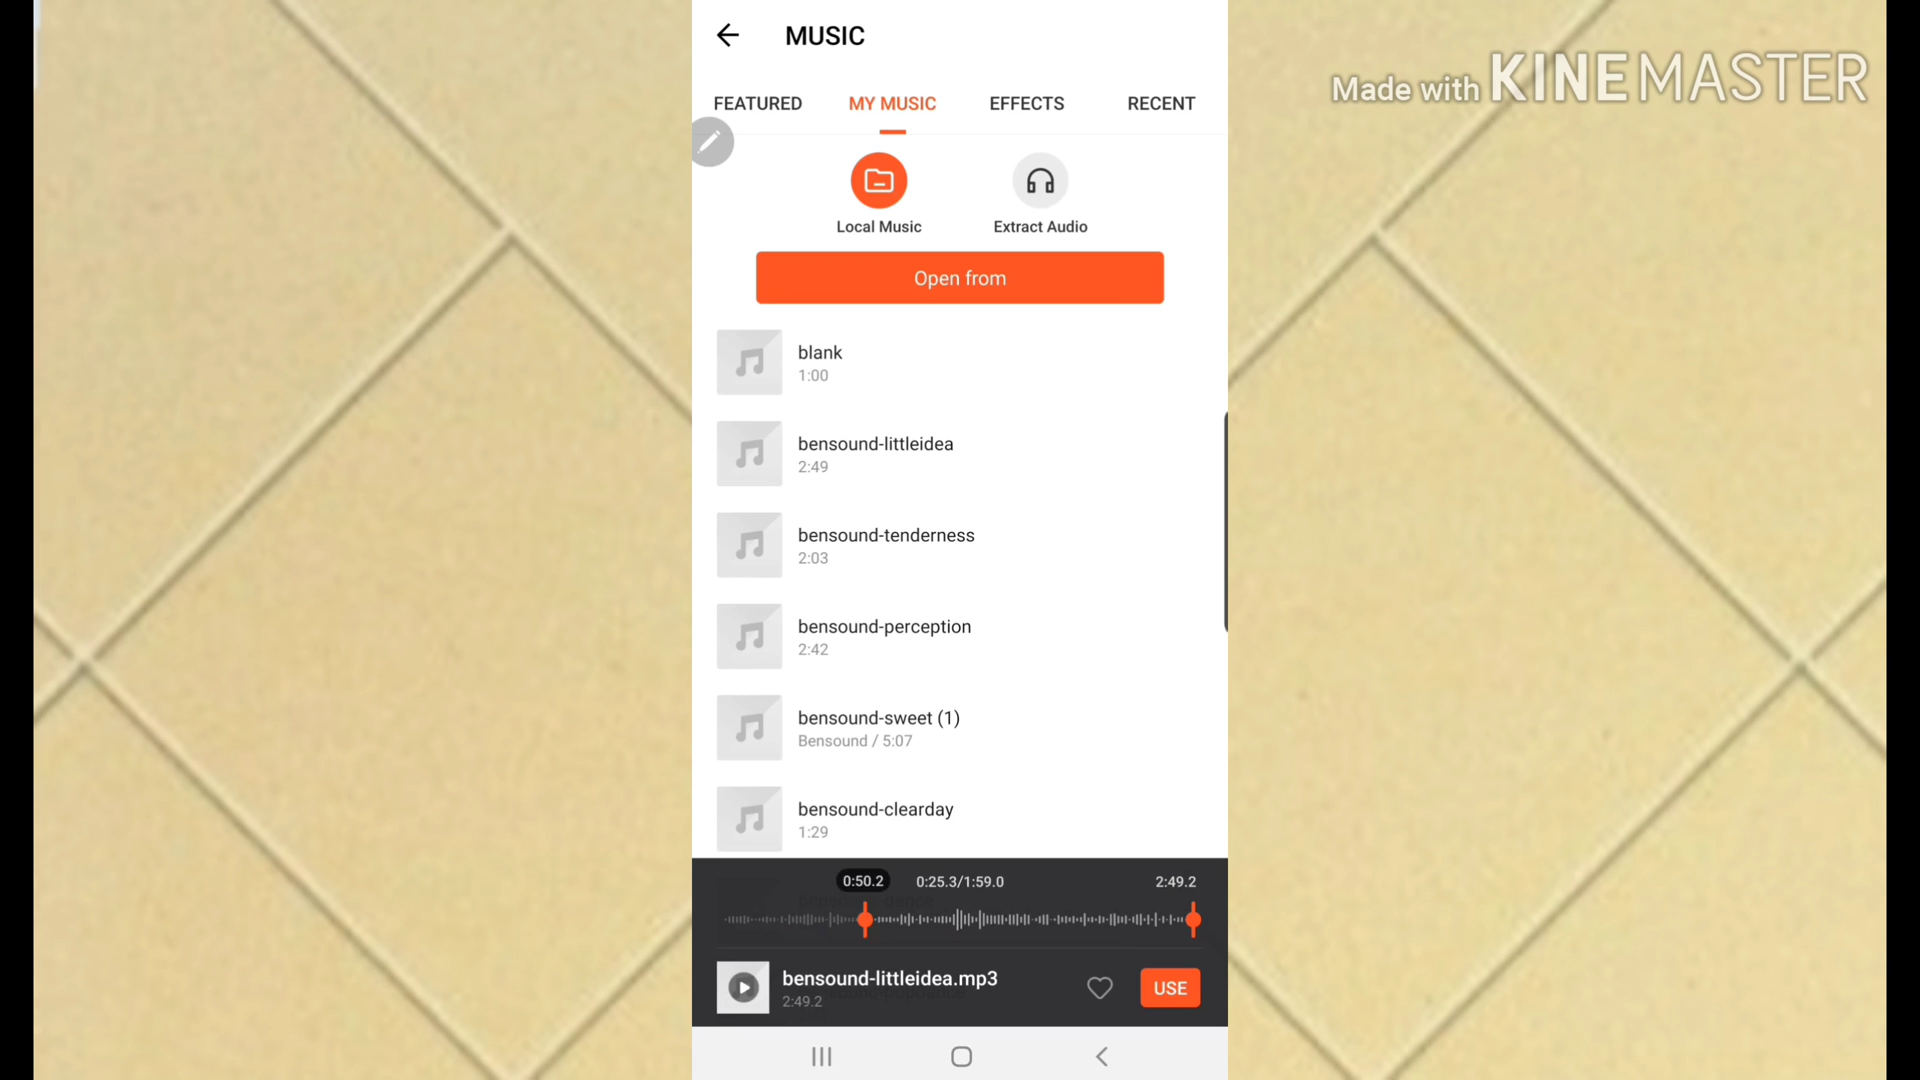 MUSIC
Made with KINEMASTER
FEATURED MY MUSIC EFFECTS RECENT
Local Music Extract Audio
Open from
blank
1:00
bensound-littleidea
2:49
bensound-tenderness
2:03
bensound-perception
2:42
bensound-sweet (1)
Bensound / 5:07
bensound-clearday
1:29
0:50.2 0:25.3/1:59.0 2:49.2
bensound-littleidea.mp3
2:49.2
USE